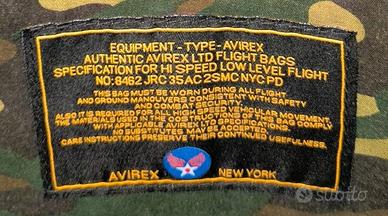 EQUIPMENT - TYPE - AVIREX
AUTHENTIC AVIREX LTD FLIGHT BAGS
SPECIFICATION FOR HI SPEED LOW LEVEL FLIGHT
NO: 8462 JRC 35 AC 2SMC NYC PD
THIS BAG MUST BE WORN DURING ALL FLIGHT
AND GROUND MANOUVERS CONSISTENT WITH SAFETY
AND COMBAT SECURITY.
ALSO IT IS REQUIRED FOR ALL HIGH SPEED VEHICULAR MOVEMENT.
THE MATERIALS USED IN THE COSTRUCTIONS OF THIS BAG COMPLY
WITH APPLICABLE AVIREX LTD SPECIFICATIONS.
NO SUBSTITUTES MAY BE ACCEPTED.
CARE INSTRUCTIONS PRESERVE THEIR CONTINUED USEFULNESS.
AVIREX NEW YORK
subito